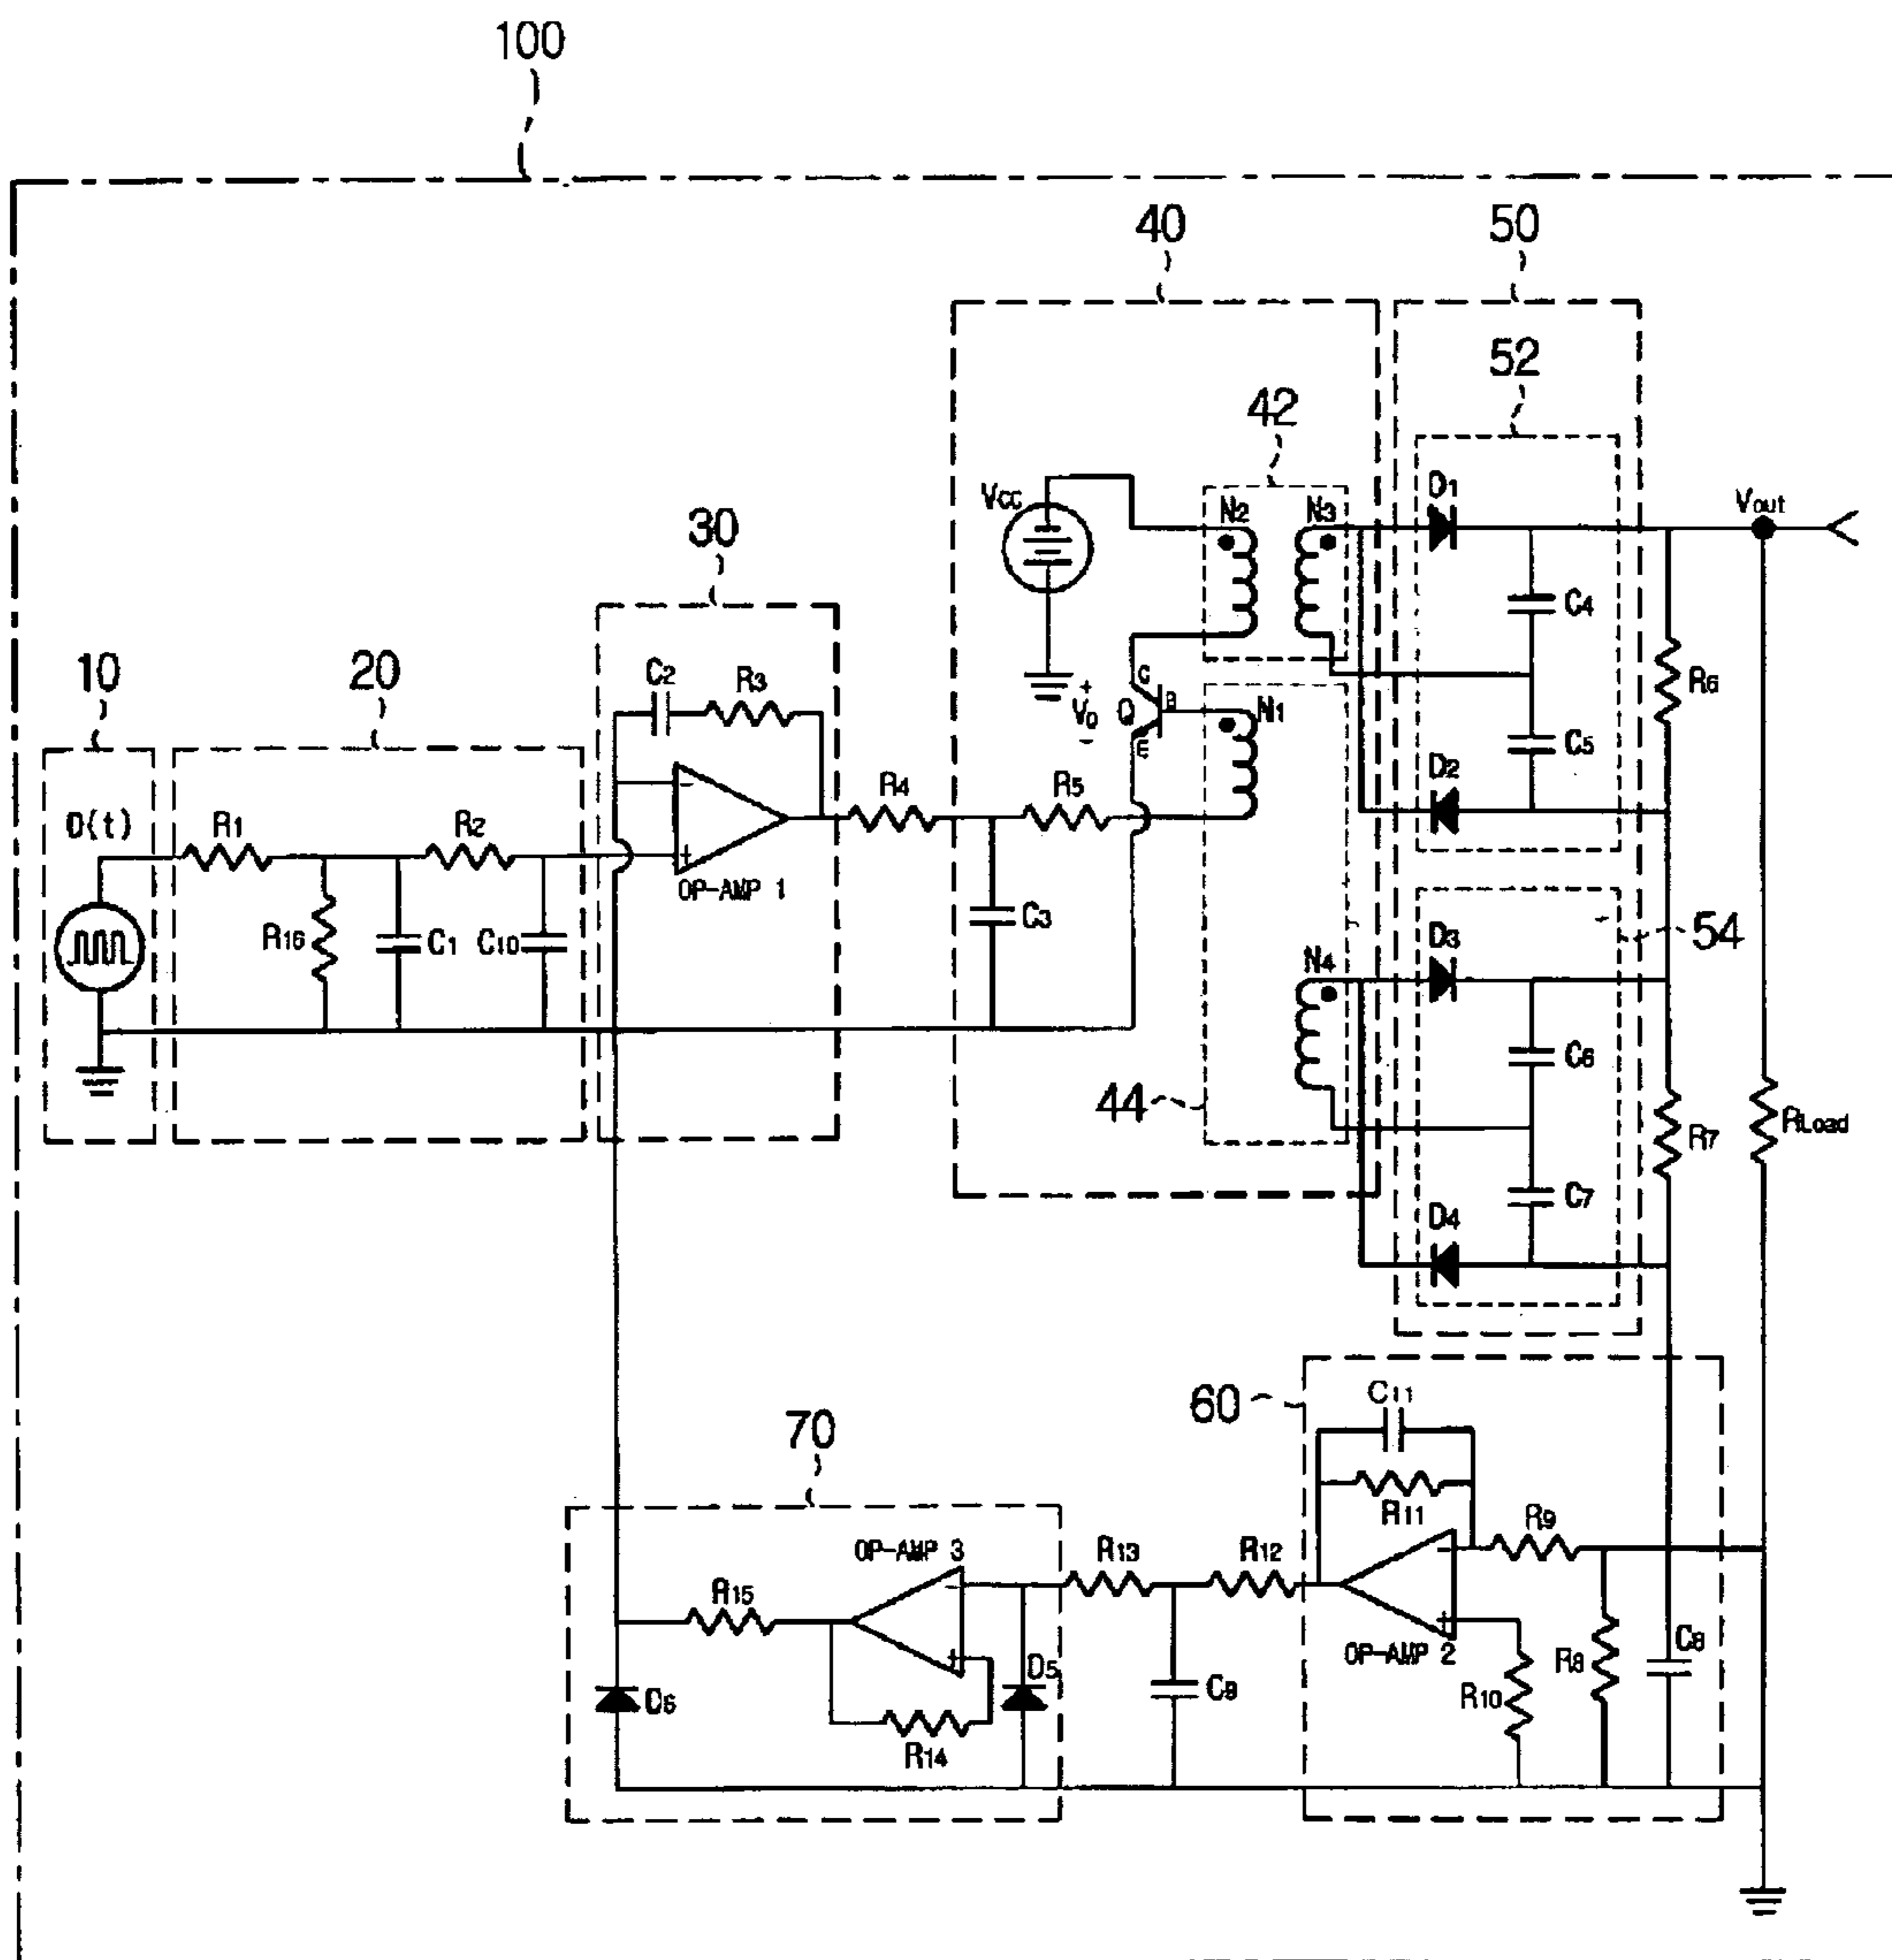 100
40
50
52
42
D1
Vcc
N2
N3
Vout
30
C4
10
20
C2
R3
C
R6
+
VQ
-
Q
B
E
N1
D(t)
R1
R2
-
R4
R5
D2
C5
+
OP-AMP 1
R16
C1
C10
C3
D3
54
N4
C6
44
R7
RLoad
D4
C7
60
C11
70
R11
R9
OP-AMP 3
R13
R12
-
R15
-
+
+
D5
OP-AMP 2
R8
C8
D6
C9
R10
R14